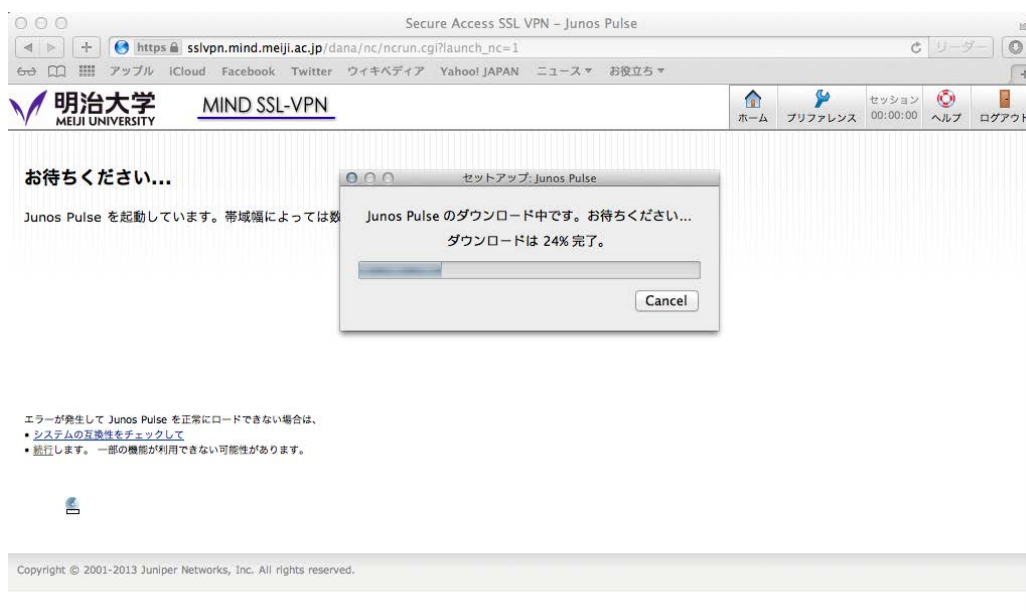 Secure Access SSL VPN – Junos Pulse
https sslvpn.mind.meiji.ac.jp/dana/nc/ncrun.cgi?launch_nc=1
リーダー
アップル iCloud Facebook Twitter ウィキペディア Yahoo! JAPAN ニュース▼ お役立ち▼
明治大学
MEIJI UNIVERSITY
MIND SSL-VPN
ホーム
プリファレンス
セッション
00:00:00
ヘルプ
ログアウト
お待ちください...
Junos Pulse を起動しています。帯域幅によっては数
セットアップ: Junos Pulse
Junos Pulse のダウンロード中です。お待ちください...
ダウンロードは 24% 完了。
Cancel
エラーが発生して Junos Pulse を正常にロードできない場合は、
• システムの互換性をチェックして
• 続行します。 一部の機能が利用できない可能性があります。
Copyright © 2001-2013 Juniper Networks, Inc. All rights reserved.